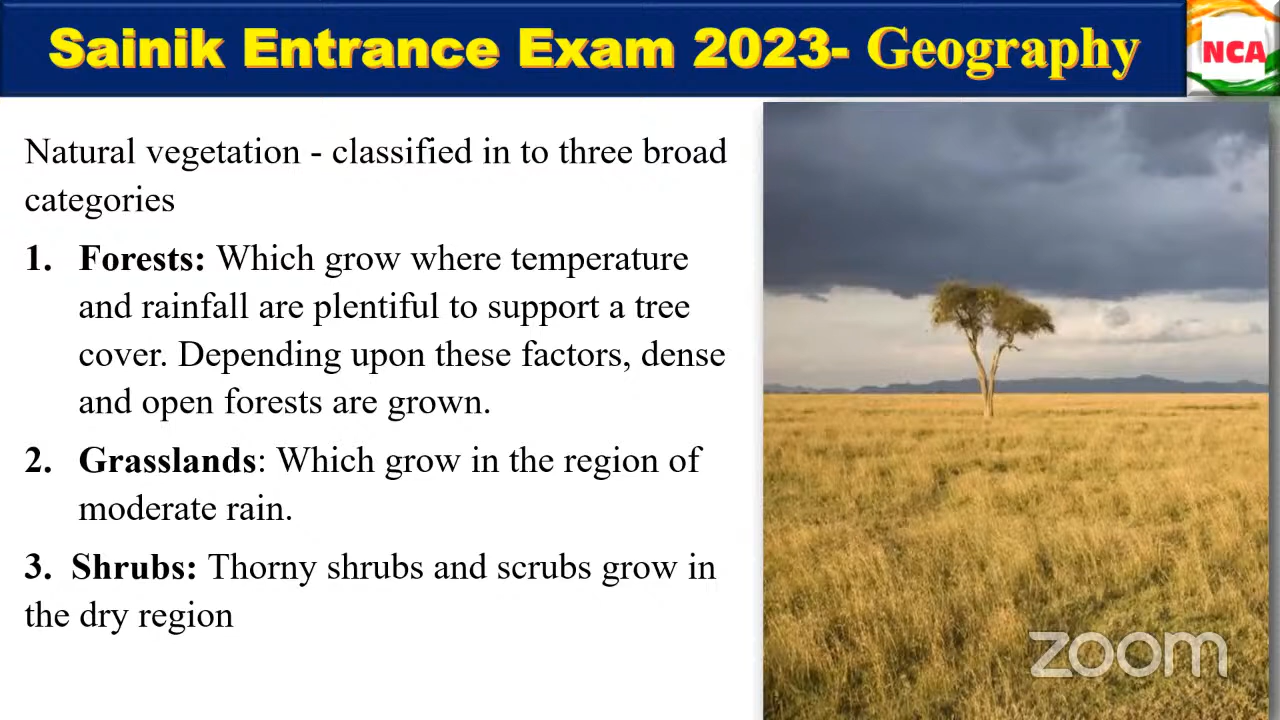 Sainik Entrance Exam 2023- Geography
NCA
Natural vegetation - classified in to three broad
categories
1. Forests: Which grow where temperature
and rainfall are plentiful to support a tree
cover. Depending upon these factors, dense
and open forests are grown.
2. Grasslands: Which grow in the region of
moderate rain.
3. Shrubs: Thorny shrubs and scrubs grow in
the dry region
zoom